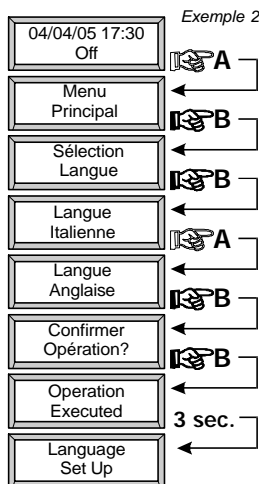 Exemple 2
04/04/05 17:30
Off
A
Menu
Principal
B
Sélection
Langue
B
Langue
Italienne
A
Langue
Anglaise
B
Confirmer
Opération?
B
Operation
Executed
3 sec.
Language
Set Up